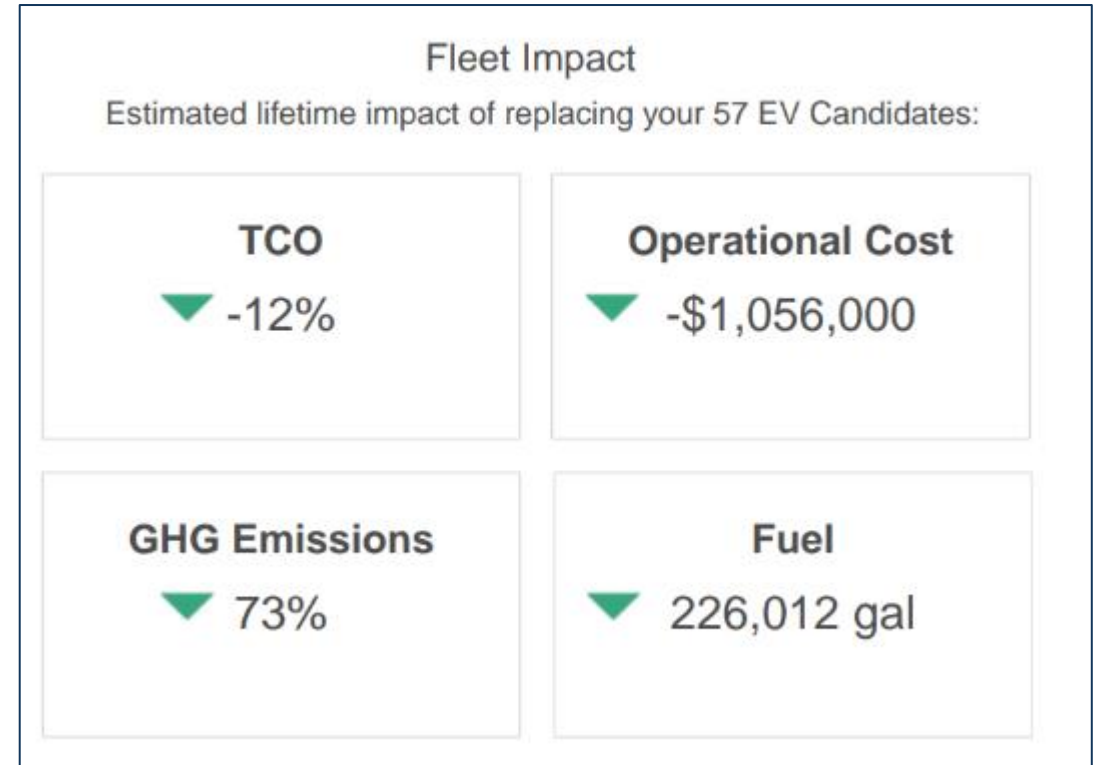 Fleet Impact
Estimated lifetime impact of replacing your 57 EV Candidates:
TCO
-12%
Operational Cost
-$1,056,000
GHG Emissions
73%
Fuel
226,012 gal